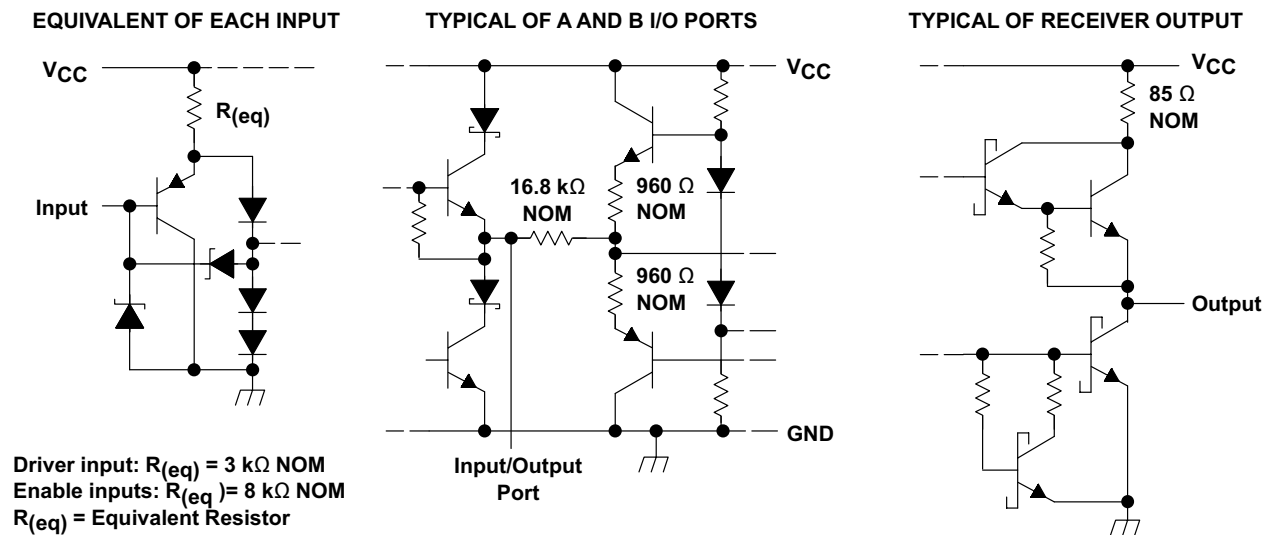 EQUIVALENT OF EACH INPUT
VCC
R(eq)
Input
Driver input: R(eq) = 3 kΩ NOM
Enable inputs: R(eq )= 8 kΩ NOM
R(eq) = Equivalent Resistor
TYPICAL OF A AND B I/O PORTS
VCC
16.8 kΩ
NOM
960 Ω
NOM
960 Ω
NOM
GND
Input/Output
Port
TYPICAL OF RECEIVER OUTPUT
VCC
85 Ω
NOM
Output